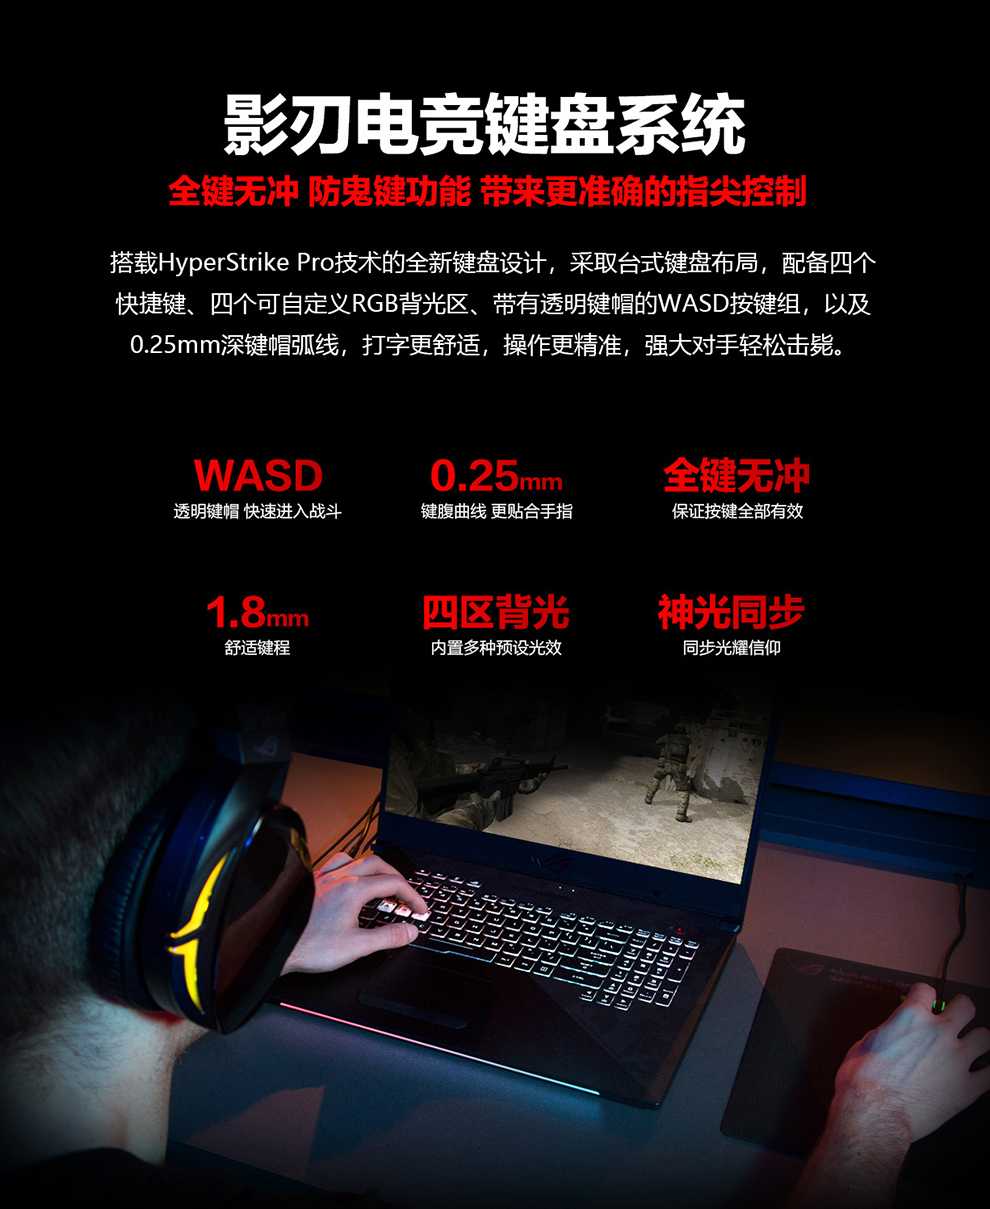 影刃电竞键盘系统
全键无冲 防鬼键功能 带来更准确的指尖控制
搭载HyperStrike Pro技术的全新键盘设计，采取台式键盘布局，配备四个
快捷键、四个可自定义RGB背光区、带有透明键帽的WASD按键组，以及
0.25mm深键帽弧线，打字更舒适，操作更精准，强大对手轻松击毙。
WASD
透明键帽 快速进入战斗
0.25mm
键腹曲线 更贴合手指
全键无冲
保证按键全部有效
1.8mm
舒适键程
四区背光
内置多种预设光效
神光同步
同步光耀信仰